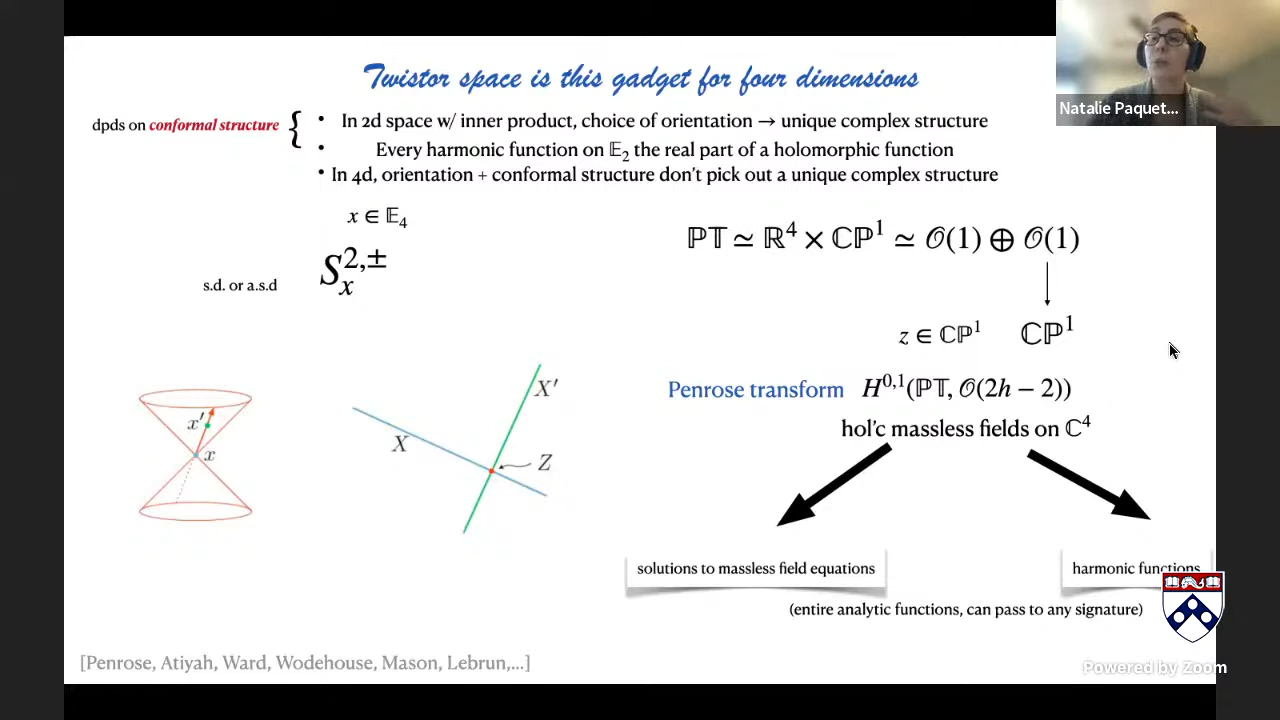 Twistor space is this gadget for four dimensions
Natalie Paquet...
dpds on conformal structure {
• In 2d space w/ inner product, choice of orientation → unique complex structure
• Every harmonic function on 𝔼₂ the real part of a holomorphic function
• In 4d, orientation + conformal structure don't pick out a unique complex structure
x ∈ 𝔼₄
ℙ𝕋 ≃ ℝ⁴ × ℂℙ¹ ≃ 𝒪(1) ⊕ 𝒪(1)
s.d. or a.s.d
S_x^{2,±}
z ∈ ℂℙ¹
ℂℙ¹
x′
x
X
X′
Z
Penrose transform H^{0,1}(ℙ𝕋, 𝒪(2h − 2))
hol'c massless fields on ℂ⁴
solutions to massless field equations
harmonic functions
(entire analytic functions, can pass to any signature)
[Penrose, Atiyah, Ward, Wodehouse, Mason, Lebrun,...]
Powered by Zoom